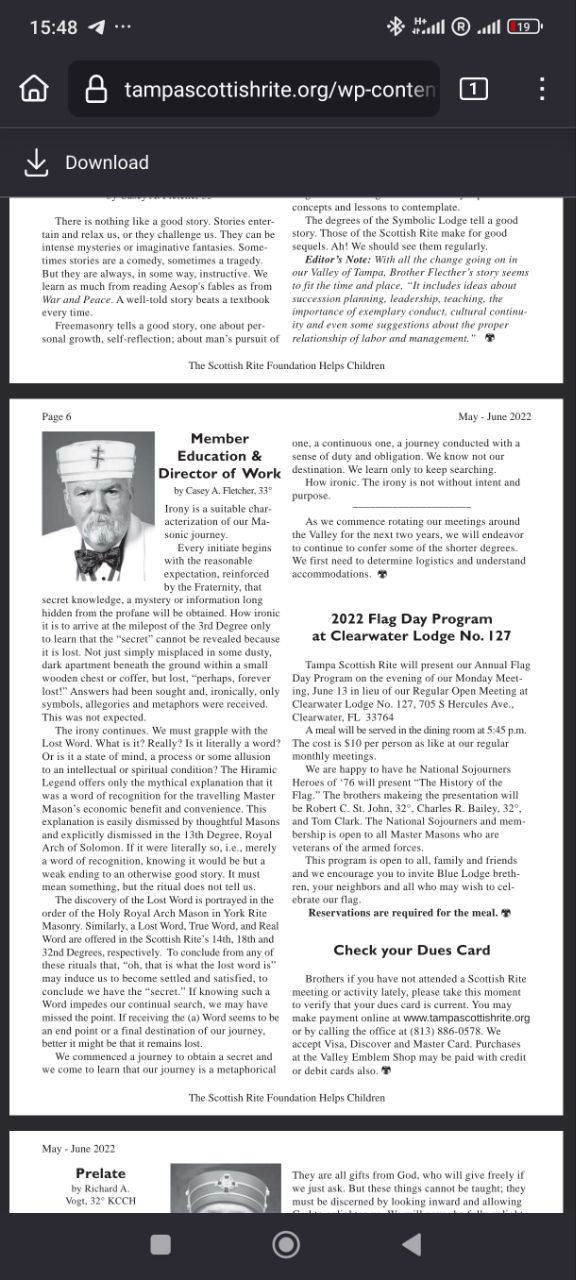 15:48
H+
R
19
tampascottishrite.org/wp-conten
1
Download
There is nothing like a good story. Stories enter-
tain and relax us, or they challenge us. They can be
intense mysteries or imaginative fantasies. Some-
times stories are a comedy, sometimes a tragedy.
But they are always, in some way, instructive. We
learn as much from reading Aesop's fables as from
War and Peace. A well-told story beats a textbook
every time.
Freemasonry tells a good story, one about per-
sonal growth, self-reflection; about man's pursuit of
concepts and lessons to contemplate.
The degrees of the Symbolic Lodge tell a good
story. Those of the Scottish Rite make for good
sequels. Ah! We should see them regularly.
Editor's Note: With all the change going on in
our Valley of Tampa, Brother Flecther's story seems
to fit the time and place, "It includes ideas about
succession planning, leadership, teaching, the
importance of exemplary conduct, cultural continu-
ity and even some suggestions about the proper
relationship of labor and management."
The Scottish Rite Foundation Helps Children
Page 6
May - June 2022
Member
Education &
Director of Work
by Casey A. Fletcher, 33°
Irony is a suitable char-
acterization of our Ma-
sonic journey.
Every initiate begins
with the reasonable
expectation, reinforced
by the Fraternity, that
secret knowledge, a mystery or information long
hidden from the profane will be obtained. How ironic
it is to arrive at the milepost of the 3rd Degree only
to learn that the "secret" cannot be revealed because
it is lost. Not just simply misplaced in some dusty,
dark apartment beneath the ground within a small
wooden chest or coffer, but lost, "perhaps, forever
lost!" Answers had been sought and, ironically, only
symbols, allegories and metaphors were received.
This was not expected.
The irony continues. We must grapple with the
Lost Word. What is it? Really? Is it literally a word?
Or is it a state of mind, a process or some allusion
to an intellectual or spiritual condition? The Hiramic
Legend offers only the mythical explanation that it
was a word of recognition for the travelling Master
Mason's economic benefit and convenience. This
explanation is easily dismissed by thoughtful Masons
and explicitly dismissed in the 13th Degree, Royal
Arch of Solomon. If it were literally so, i.e., merely
a word of recognition, knowing it would be but a
weak ending to an otherwise good story. It must
mean something, but the ritual does not tell us.
The discovery of the Lost Word is portrayed in the
order of the Holy Royal Arch Mason in York Rite
Masonry. Similarly, a Lost Word, True Word, and Real
Word are offered in the Scottish Rite's 14th, 18th and
32nd Degrees, respectively. To conclude from any of
these rituals that, "oh, that is what the lost word is"
may induce us to become settled and satisfied, to
conclude we have the "secret." If knowing such a
Word impedes our continual search, we may have
missed the point. If receiving the (a) Word seems to be
an end point or a final destination of our journey,
better it might be that it remains lost.
We commenced a journey to obtain a secret and
we come to learn that our journey is a metaphorical
one, a continuous one, a journey conducted with a
sense of duty and obligation. We know not our
destination. We learn only to keep searching.
How ironic. The irony is not without intent and
purpose.
As we commence rotating our meetings around
the Valley for the next two years, we will endeavor
to continue to confer some of the shorter degrees.
We first need to determine logistics and understand
accommodations.
2022 Flag Day Program
at Clearwater Lodge No. 127
Tampa Scottish Rite will present our Annual Flag
Day Program on the evening of our Monday Meet-
ing, June 13 in lieu of our Regular Open Meeting at
Clearwater Lodge No. 127, 705 S Hercules Ave.,
Clearwater, FL 33764
A meal will be served in the dining room at 5:45 p.m.
The cost is $10 per person as like at our regular
monthly meetings.
We are happy to have he National Sojourners
Heroes of '76 will present "The History of the
Flag." The brothers makeing the presentation will
be Robert C. St. John, 32°, Charles R. Bailey, 32°,
and Tom Clark. The National Sojourners and mem-
bership is open to all Master Masons who are
veterans of the armed forces.
This program is open to all, family and friends
and we encourage you to invite Blue Lodge breth-
ren, your neighbors and all who may wish to cel-
ebrate our flag.
Reservations are required for the meal.
Check your Dues Card
Brothers if you have not attended a Scottish Rite
meeting or activity lately, please take this moment
to verify that your dues card is current. You may
make payment online at www.tampascottishrite.org
or by calling the office at (813) 886-0578. We
accept Visa, Discover and Master Card. Purchases
at the Valley Emblem Shop may be paid with credit
or debit cards also.
The Scottish Rite Foundation Helps Children
May - June 2022
Prelate
by Richard A.
Vogt, 32° KCCH
They are all gifts from God, who will give freely if
we just ask. But these things cannot be taught; they
must be discerned by looking inward and allowing